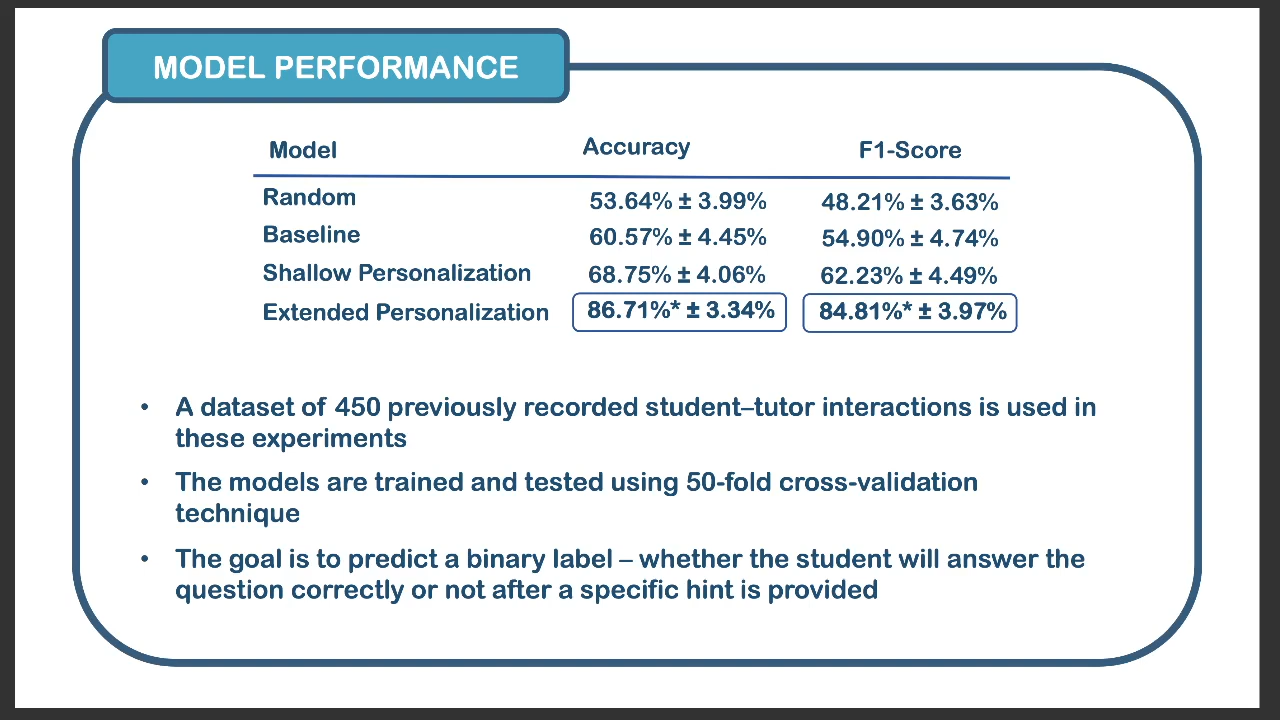 MODEL PERFORMANCE
Model Accuracy F1-Score
Random 53.64% ± 3.99% 48.21% ± 3.63%
Baseline 60.57% ± 4.45% 54.90% ± 4.74%
Shallow Personalization 68.75% ± 4.06% 62.23% ± 4.49%
Extended Personalization 86.71%* ± 3.34% 84.81%* ± 3.97%
• A dataset of 450 previously recorded student–tutor interactions is used in
these experiments
• The models are trained and tested using 50-fold cross-validation
technique
• The goal is to predict a binary label – whether the student will answer the
question correctly or not after a specific hint is provided